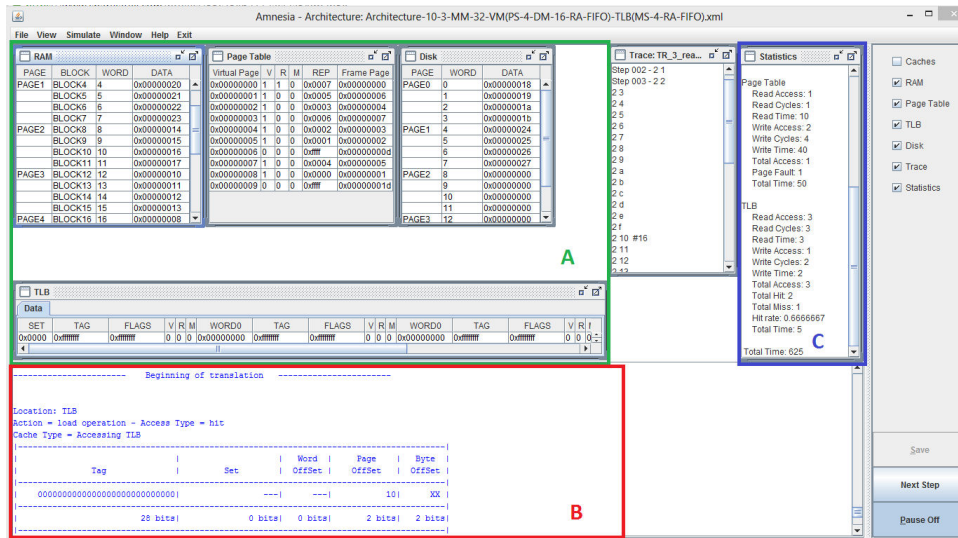 Amnesia - Architecture: Architecture-10-3-MM-32-VM(PS-4-DM-16-RA-FIFO)-TLB(MS-4-RA-FIFO).xml
File View Simulate Window Help Exit
RAM
PAGE BLOCK WORD DATA
PAGE1 BLOCK4 4 0x00000020
BLOCK5 5 0x00000021
BLOCK6 6 0x00000022
BLOCK7 7 0x00000023
PAGE2 BLOCK8 8 0x00000014
BLOCK9 9 0x00000015
BLOCK10 10 0x00000016
BLOCK11 11 0x00000017
PAGE3 BLOCK12 12 0x00000010
BLOCK13 13 0x00000011
BLOCK14 14 0x00000012
BLOCK15 15 0x00000013
PAGE4 BLOCK16 16 0x00000008
Page Table
Virtual Page V R M REP Frame Page
0x00000000 1 1 0 0x0007 0x00000000
0x00000001 1 0 0 0x0005 0x00000006
0x00000002 1 0 0 0x0003 0x00000004
0x00000003 1 0 0 0x0006 0x00000007
0x00000004 1 0 0 0x0002 0x00000003
0x00000005 1 0 0 0x0001 0x00000002
0x00000006 0 0 0 0xffff 0x0000000d
0x00000007 1 0 0 0x0004 0x00000005
0x00000008 1 0 0 0x0000 0x00000001
0x00000009 0 0 0 0xffff 0x0000001d
Disk
PAGE WORD DATA
PAGE0 0 0x00000018
1 0x00000019
2 0x0000001a
3 0x0000001b
PAGE1 4 0x00000024
5 0x00000025
6 0x00000026
7 0x00000027
PAGE2 8 0x00000000
9 0x00000000
10 0x00000000
11 0x00000000
PAGE3 12 0x00000000
A
TLB
Data
SET TAG FLAGS V R M WORD0 TAG FLAGS V R M WORD0 TAG FLAGS V R
0x0000 0xffffffff 0xffffffff 0 0 0 0x00000000 0xffffffff 0xffffffff 0 0 0 0x00000000 0xffffffff 0xffffffff 0 0 0
Trace: TR_3_rea...
Step 002 - 2 1
Step 003 - 2 2
2 3
2 4
2 5
2 6
2 7
2 8
2 9
2 a
2 b
2 c
2 d
2 e
2 f
2 10 #16
2 11
2 12
2 13
Statistics
Page Table
Read Access: 1
Read Cycles: 1
Read Time: 10
Write Access: 2
Write Cycles: 4
Write Time: 40
Total Access: 1
Page Fault: 1
Total Time: 50
TLB
Read Access: 3
Read Cycles: 3
Read Time: 3
Write Access: 1
Write Cycles: 2
Write Time: 2
Total Access: 3
Total Hit: 2
Total Miss: 1
Hit rate: 0.6666667
Total Time: 5
Total Time: 625
C
Caches
RAM
Page Table
TLB
Disk
Trace
Statistics
Save
Next Step
Pause Off
---------------------- Beginning of translation ----------------------
Location: TLB
Action = load operation - Access Type = hit
Cache Type = Accessing TLB
| Tag | Set | Word OffSet | Page OffSet | Byte OffSet |
| 0000000000000000000000000000| ---| ---| 10| XX |
| 28 bits| 0 bits| 0 bits| 2 bits| 2 bits|
B